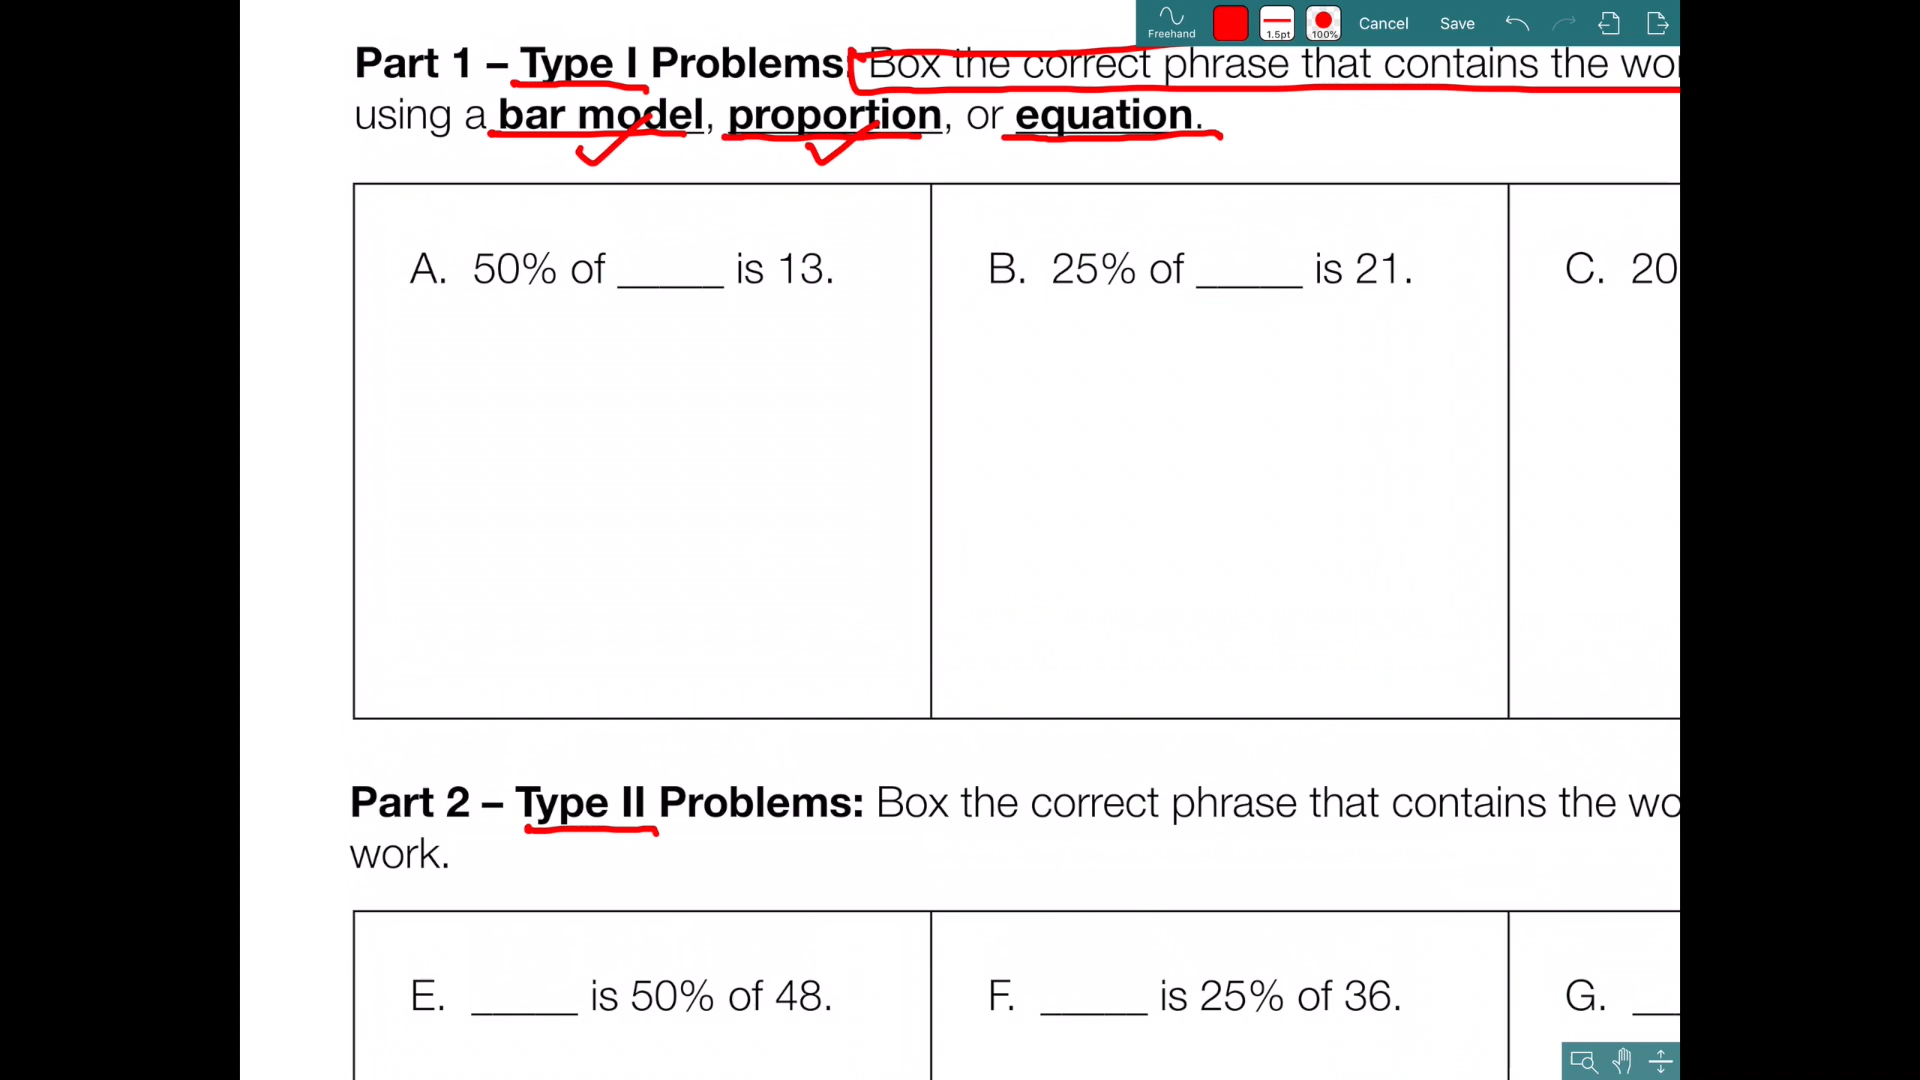 Freehand
1.5pt
100%
Cancel
Save
Part 1 – Type I Problems: Box the correct phrase that contains the wo
using a bar model, proportion, or equation.
A. 50% of _____ is 13.
B. 25% of _____ is 21.
C. 20
Part 2 – Type II Problems: Box the correct phrase that contains the wo
work.
E. _____ is 50% of 48.
F. _____ is 25% of 36.
G. __